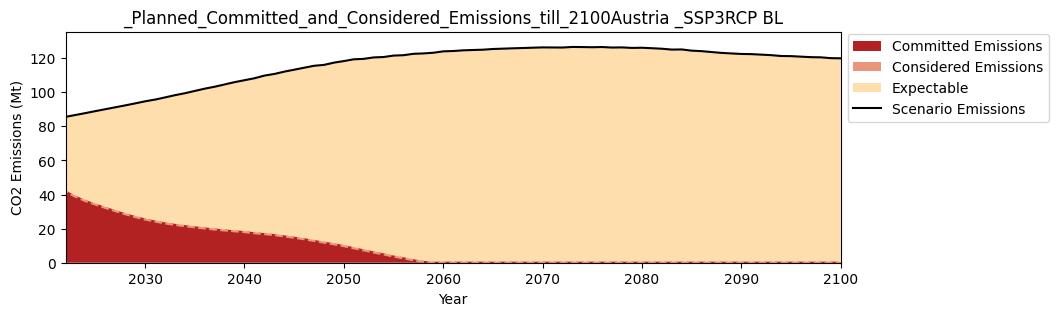 _Planned_Committed_and_Considered_Emissions_till_2100Austria _SSP3RCP BL
CO2 Emissions (Mt)
120
100
80
60
40
20
0
2030 2040 2050 2060 2070 2080 2090 2100
Year
Committed Emissions
Considered Emissions
Expectable
Scenario Emissions